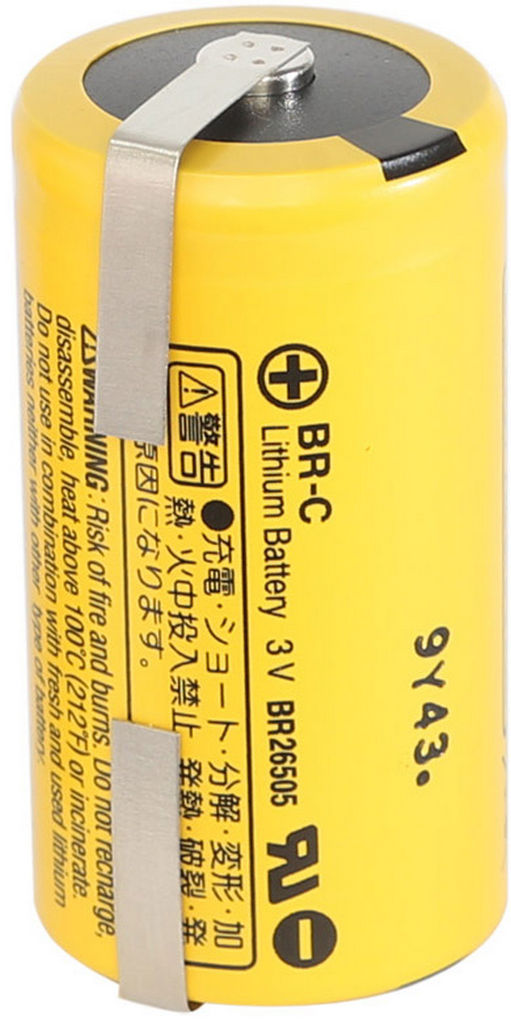 BR-C
Lithium Battery 3V BR26505
9Y43.
⚠警告 ●充電・ショート・分解・変形・加
熱・火中投入禁止 発熱・破裂・発
原因になります。
⚠WARNING: Risk of fire and burns. Do not recharge,
disassemble, heat above 100°C (212°F) or incinerate.
Do not use in combination with fresh and used lithium
batteries neither with other type of battery.